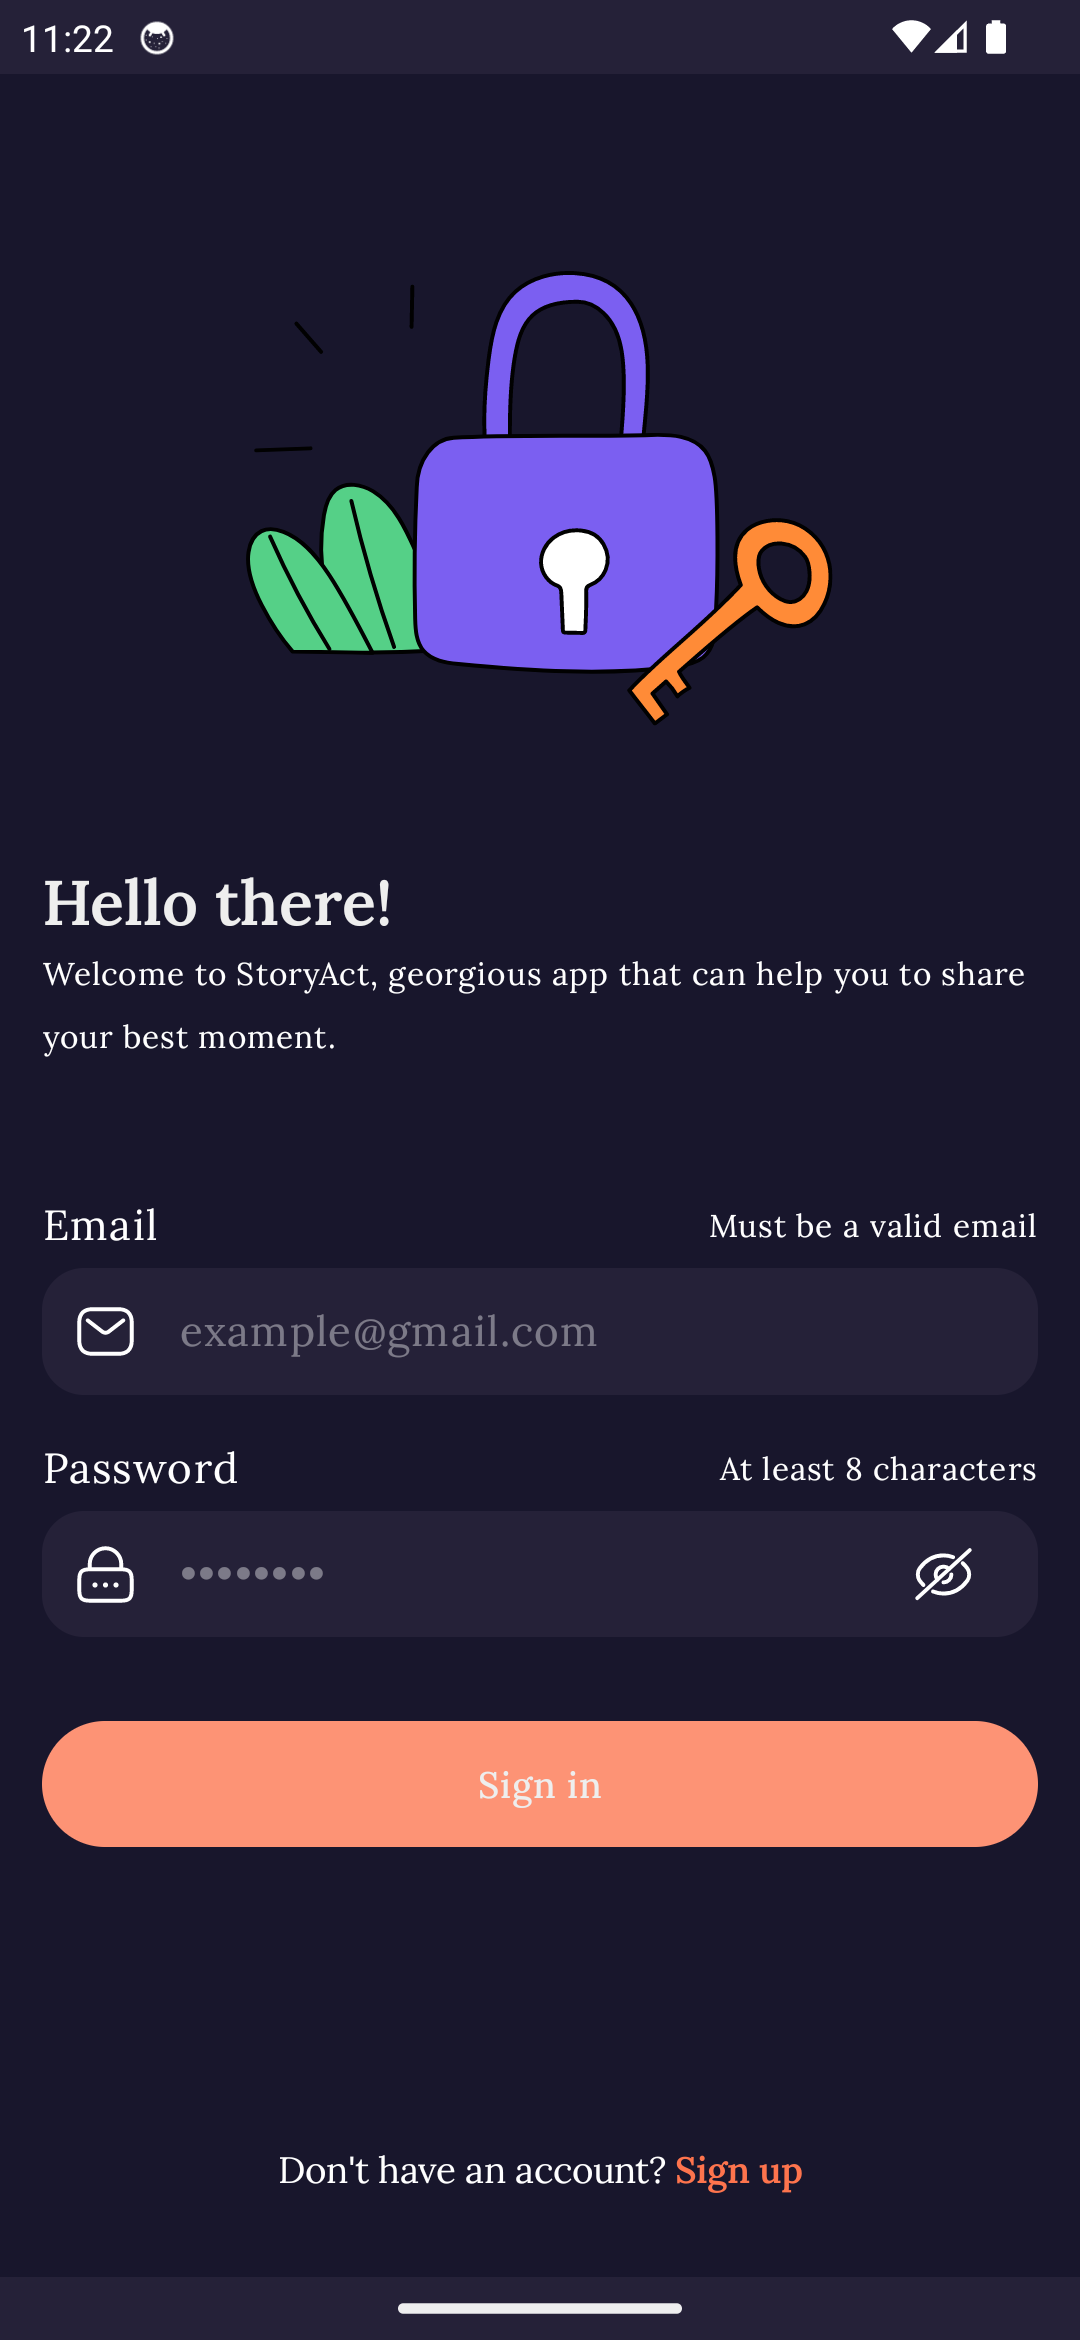 11:22
Hello there!
Welcome to StoryAct, georgious app that can help you to share
your best moment.
Email
Must be a valid email
example@gmail.com
Password
At least 8 characters
••••••••
Sign in
Don't have an account? Sign up